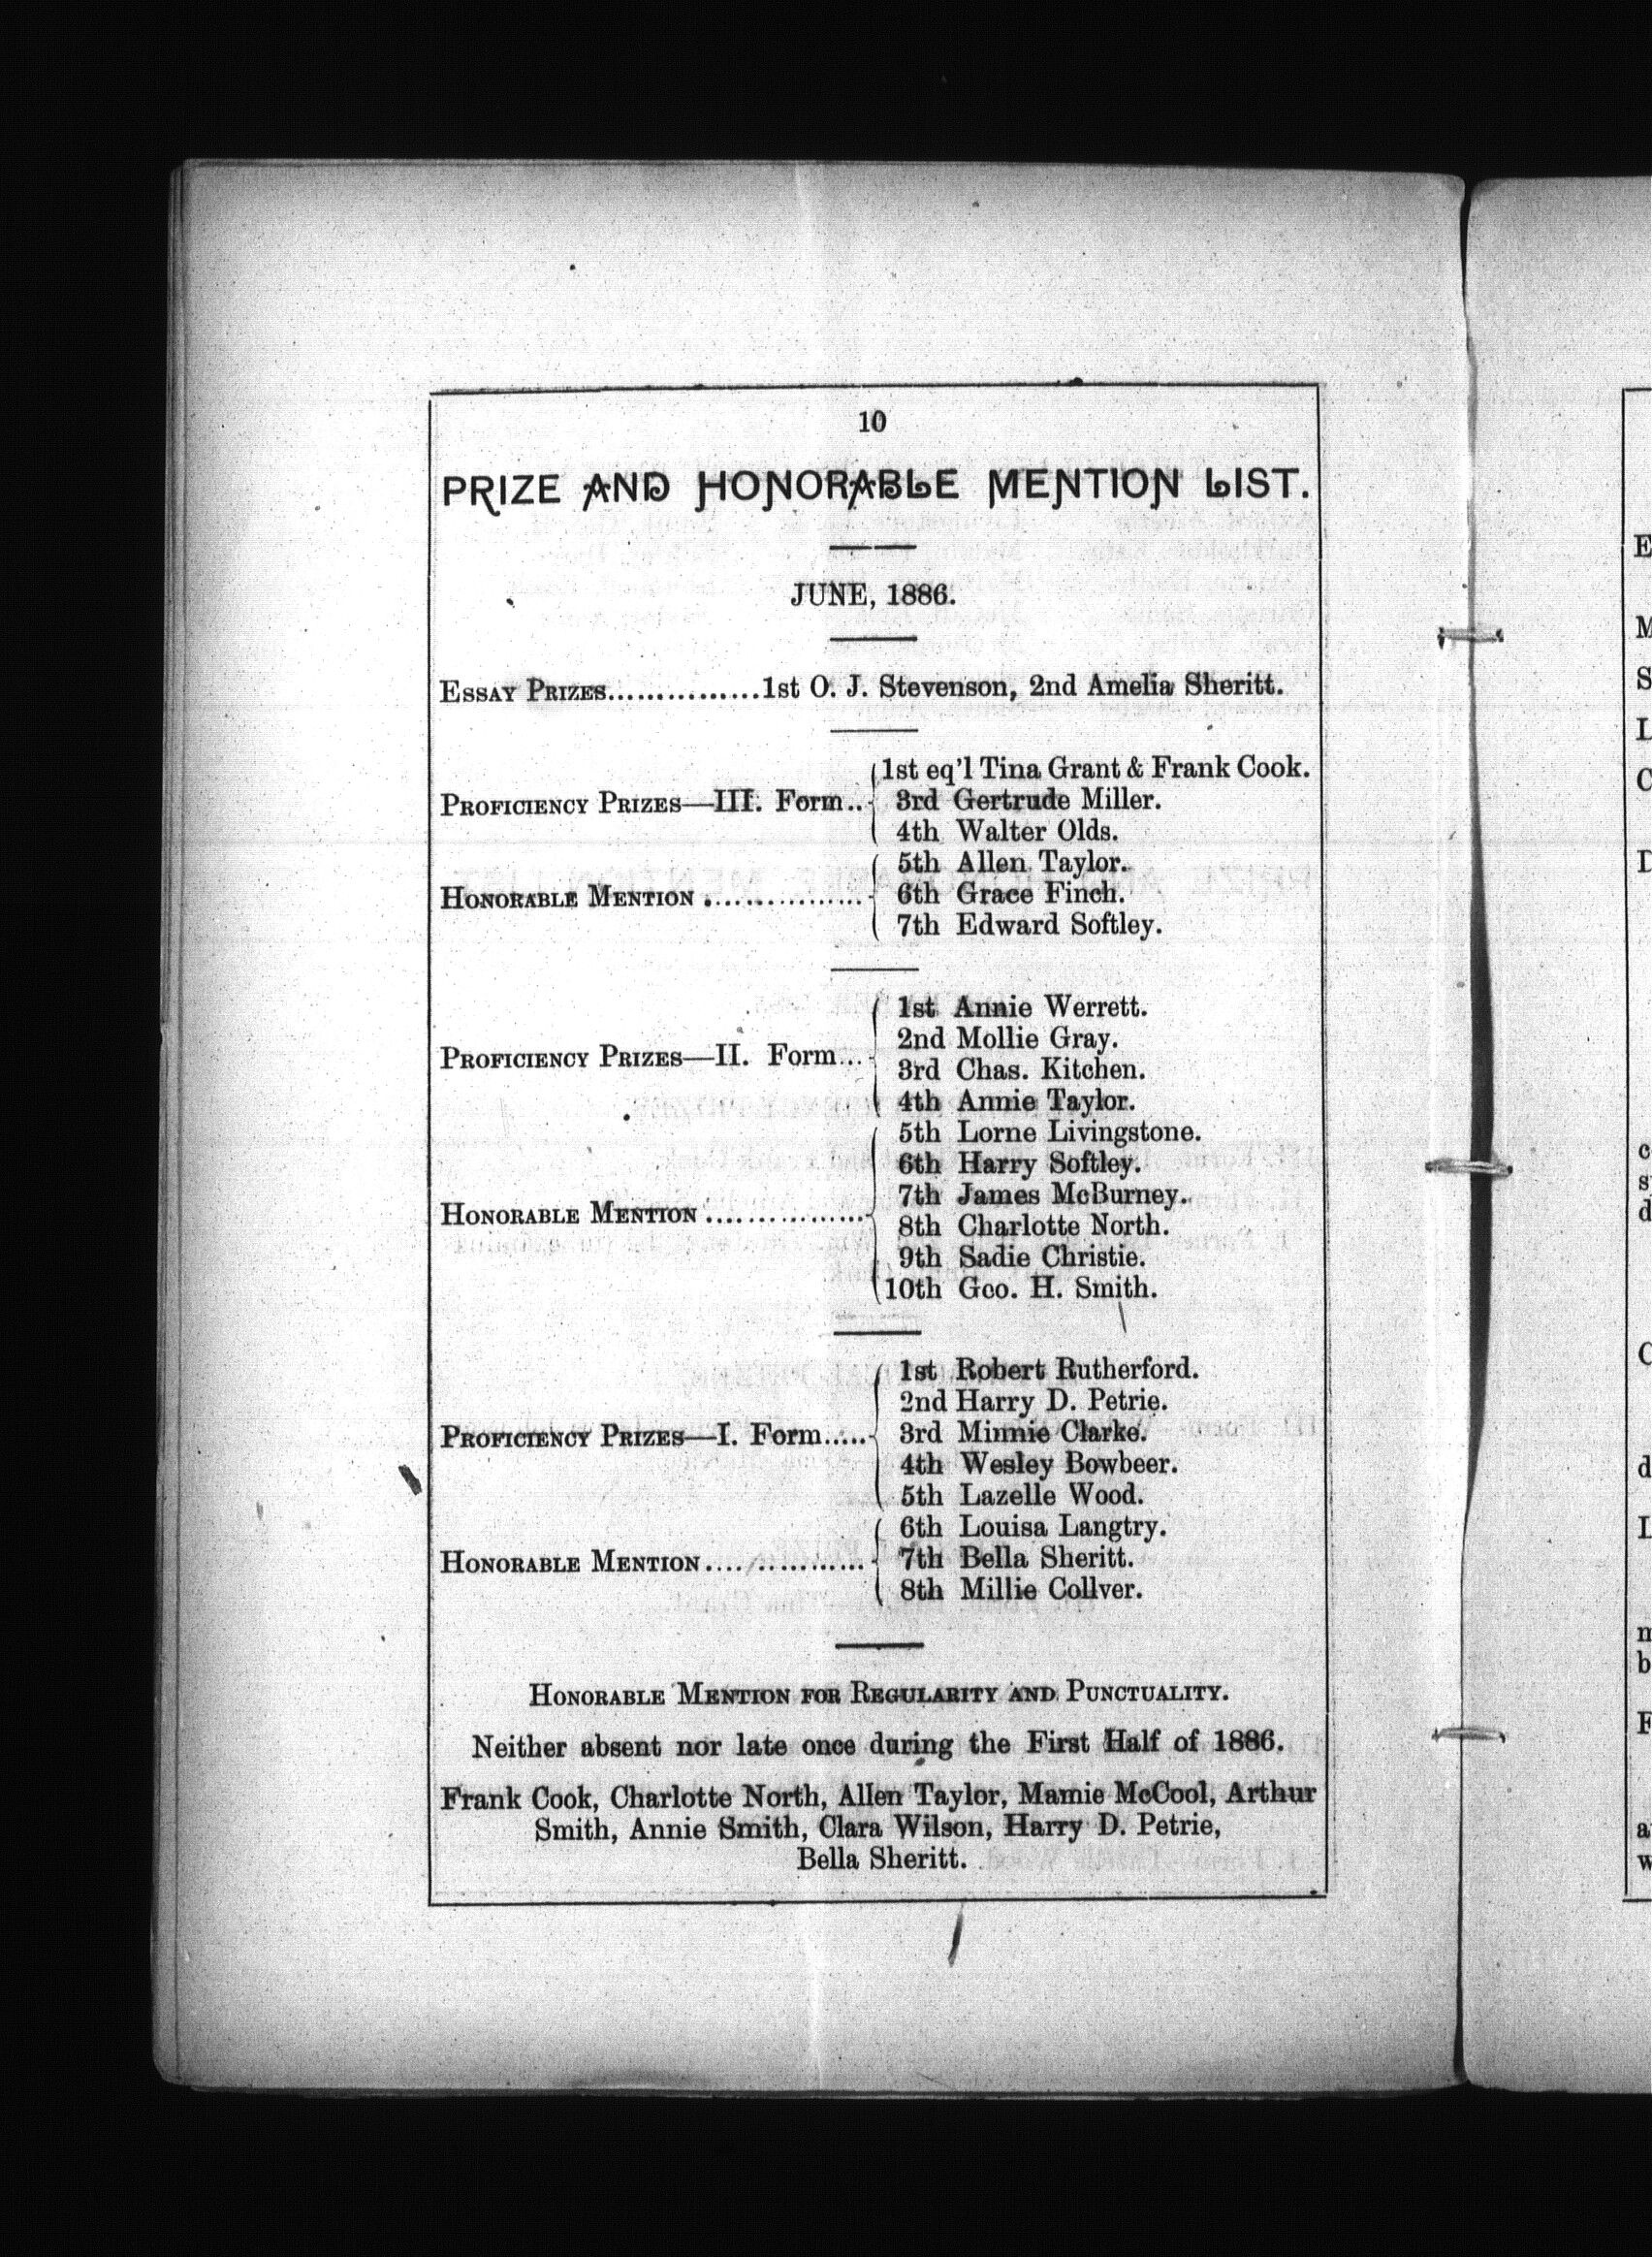 10
PRIZE AND HONORABLE MENTION LIST.
JUNE, 1886.
ESSAY PRIZES...............1st O. J. Stevenson, 2nd Amelia Sheritt.
1st eq'l Tina Grant & Frank Cook.
PROFICIENCY PRIZES—III. Form.. 3rd Gertrude Miller.
4th Walter Olds.
5th Allen Taylor.
HONORABLE MENTION ................ 6th Grace Finch.
7th Edward Softley.
1st Annie Werrett.
2nd Mollie Gray.
PROFICIENCY PRIZES—II. Form... 3rd Chas. Kitchen.
4th Annie Taylor.
5th Lorne Livingstone.
6th Harry Softley.
7th James McBurney.
HONORABLE MENTION ................ 8th Charlotte North.
9th Sadie Christie.
10th Geo. H. Smith.
1st Robert Rutherford.
2nd Harry D. Petrie.
PROFICIENCY PRIZES—I. Form..... 3rd Minnie Clarke.
4th Wesley Bowbeer.
5th Lazelle Wood.
6th Louisa Langtry.
HONORABLE MENTION................ 7th Bella Sheritt.
8th Millie Collver.
HONORABLE MENTION FOR REGULARITY AND PUNCTUALITY.
Neither absent nor late once during the First Half of 1886.
Frank Cook, Charlotte North, Allen Taylor, Mamie McCool, Arthur
Smith, Annie Smith, Clara Wilson, Harry D. Petrie,
Bella Sheritt.